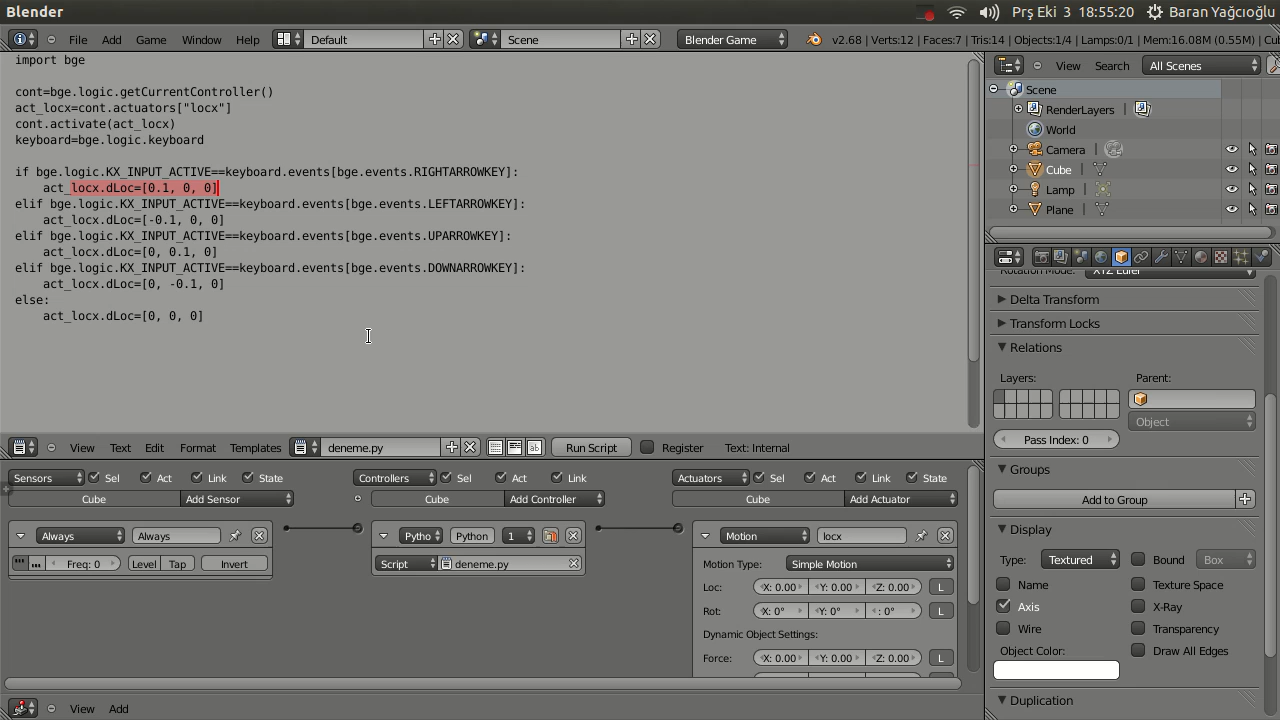 Blender
Prş Eki 3 18:55:20 Baran Yağcıoğlu
File Add Game Window Help Default Scene Blender Game v2.68 | Verts:12 | Faces:7 | Tris:14 | Objects:1/4 | Lamps:0/1 | Mem:16.08M (0.55M) | Cub
import bge
cont=bge.logic.getCurrentController()
act_locx=cont.actuators["locx"]
cont.activate(act_locx)
keyboard=bge.logic.keyboard
if bge.logic.KX_INPUT_ACTIVE==keyboard.events[bge.events.RIGHTARROWKEY]:
    act_locx.dLoc=[0.1, 0, 0]
elif bge.logic.KX_INPUT_ACTIVE==keyboard.events[bge.events.LEFTARROWKEY]:
    act_locx.dLoc=[-0.1, 0, 0]
elif bge.logic.KX_INPUT_ACTIVE==keyboard.events[bge.events.UPARROWKEY]:
    act_locx.dLoc=[0, 0.1, 0]
elif bge.logic.KX_INPUT_ACTIVE==keyboard.events[bge.events.DOWNARROWKEY]:
    act_locx.dLoc=[0, -0.1, 0]
else:
    act_locx.dLoc=[0, 0, 0]
View Text Edit Format Templates deneme.py Run Script Register Text: Internal
Sensors Sel Act Link State
Cube Add Sensor
Always Always
Freq: 0 Level Tap Invert
Controllers Sel Act Link
Cube Add Controller
Pytho Python 1
Script deneme.py
Actuators Sel Act Link State
Cube Add Actuator
Motion locx
Motion Type: Simple Motion
Loc: X: 0.00 Y: 0.00 Z: 0.00 L
Rot: X: 0° Y: 0° : 0° L
Dynamic Object Settings:
Force: X: 0.00 Y: 0.00 Z: 0.00 L
View Add
View Search All Scenes
Scene
RenderLayers |
World
Camera |
Cube |
Lamp |
Plane |
Rotation Mode: XYZ Euler
Delta Transform
Transform Locks
Relations
Layers: Parent:
Object
Pass Index: 0
Groups
Add to Group
Display
Type: Textured Bound Box
Name Texture Space
Axis X-Ray
Wire Transparency
Object Color: Draw All Edges
Duplication